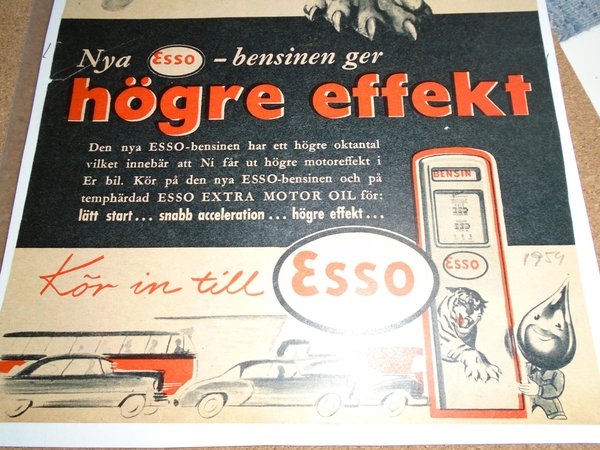 Nya Esso – bensinen ger
högre effekt
Den nya ESSO-bensinen har ett högre oktantal
vilket innebär att Ni får ut högre motoreffekt i
Er bil. Kör på den nya ESSO-bensinen och på
temphärdad ESSO EXTRA MOTOR OIL för:
lätt start... snabb acceleration... högre effekt...
BENSIN
ESSO
1959
Kör in till Esso